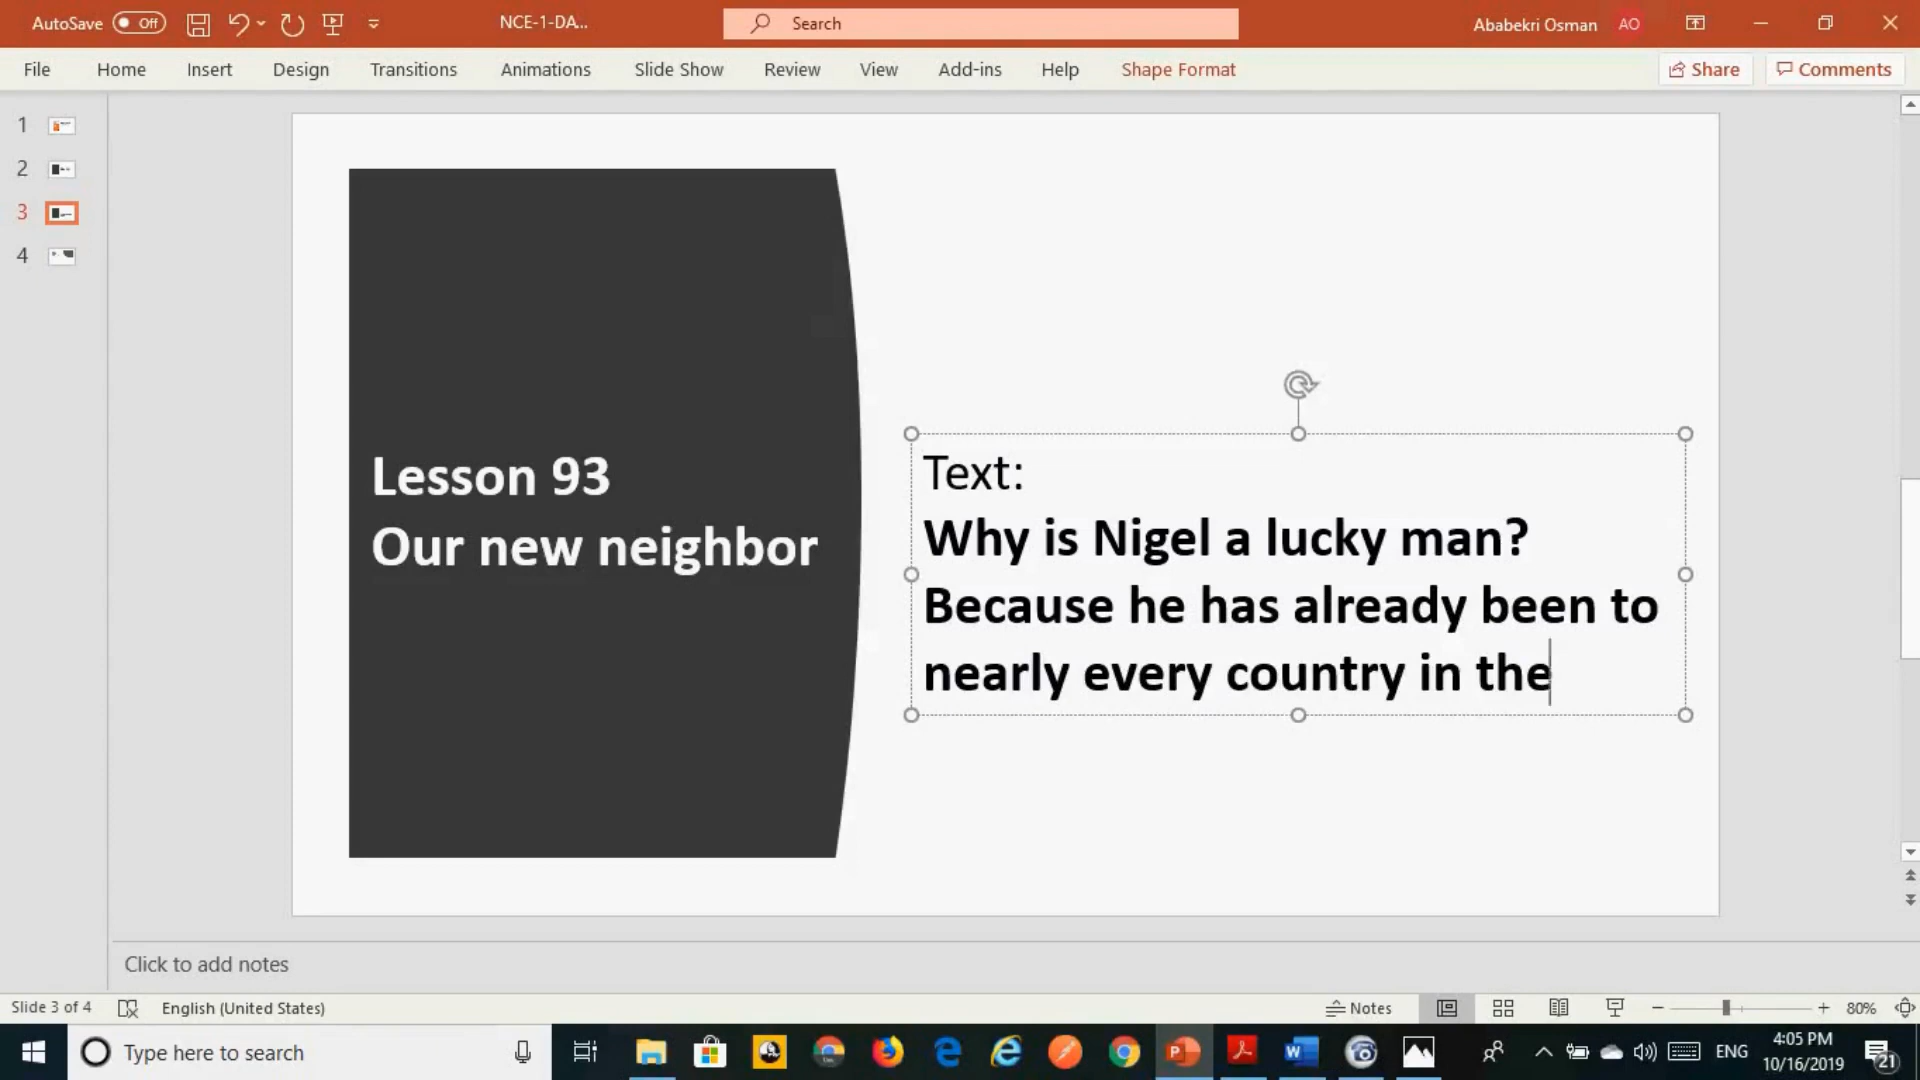 AutoSave Off NCE-1-DA... Search Ababekri Osman AO
File Home Insert Design Transitions Animations Slide Show Review View Add-ins Help Shape Format Share Comments
1
2
3
4
Lesson 93
Our new neighbor
Text:
Why is Nigel a lucky man?
Because he has already been to
nearly every country in the
Click to add notes
Slide 3 of 4 English (United States) Notes 80%
Type here to search ENG 4:05 PM
10/16/2019 21